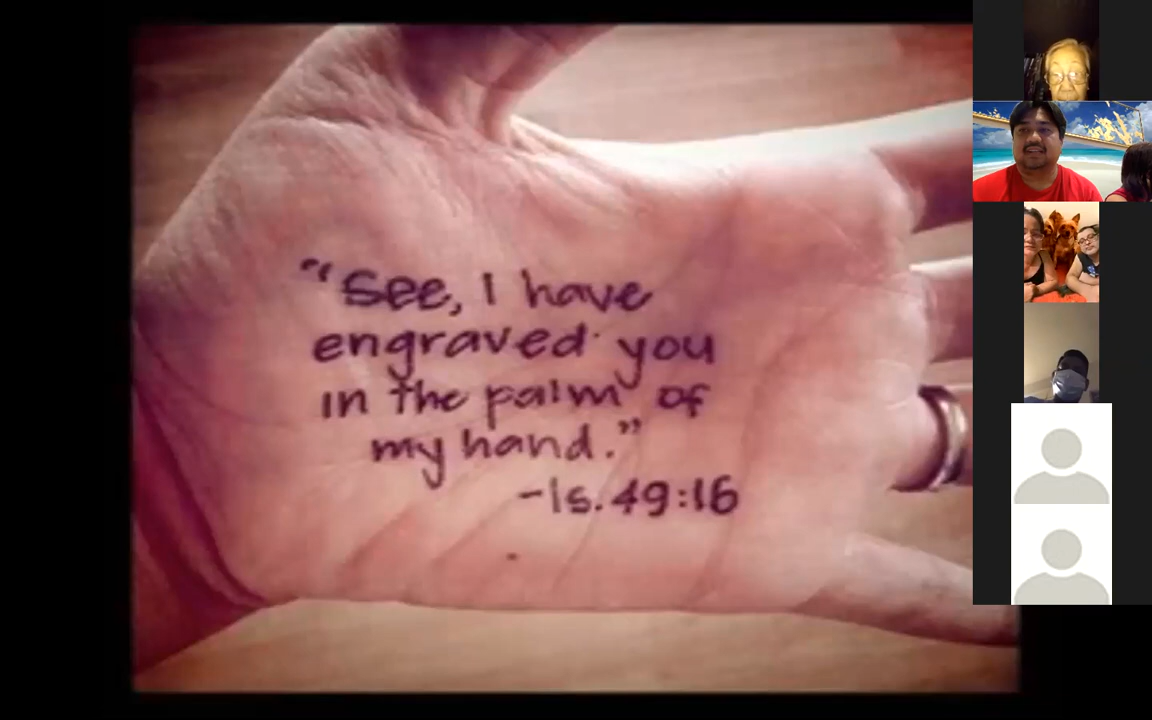 "See, I have
engraved you
in the palm of
my hand."
-Is. 49:16